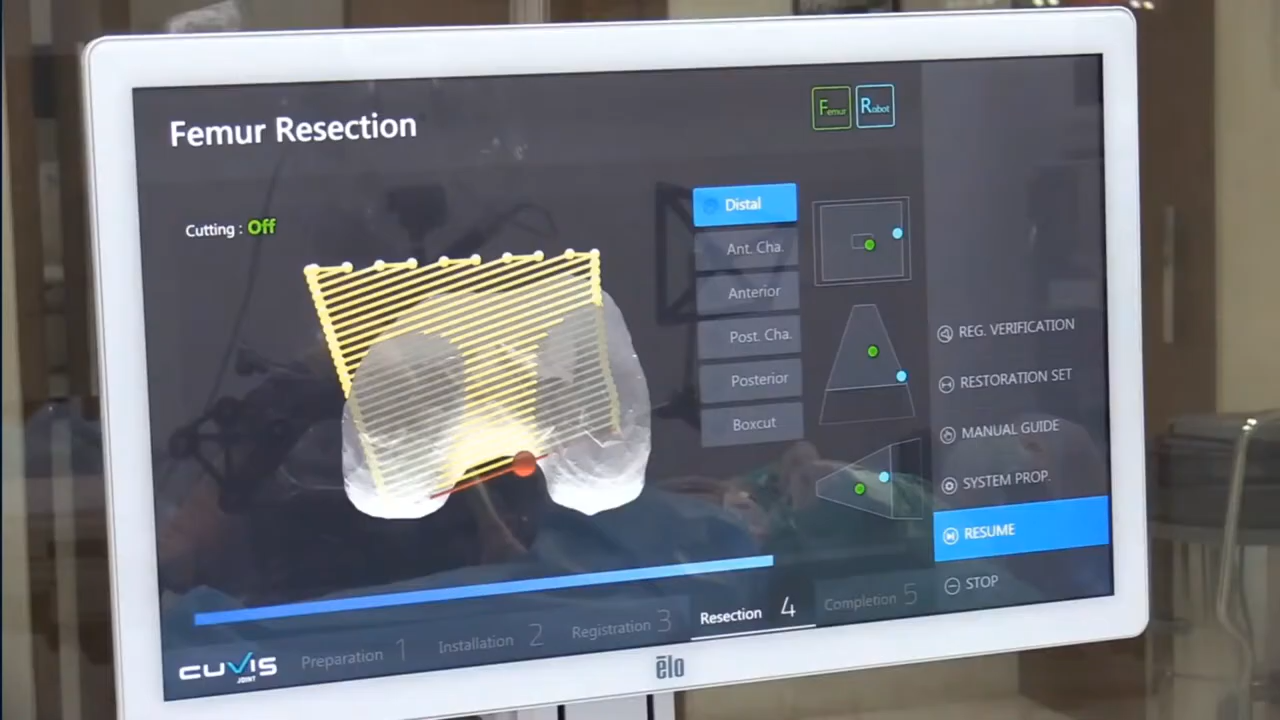 Femur Resection
Femur
Robot
Cutting : Off
Distal
Ant. Cha.
Anterior
Post. Cha.
Posterior
Boxcut
REG. VERIFICATION
RESTORATION SET
MANUAL GUIDE
SYSTEM PROP.
RESUME
STOP
Preparation 1
Installation 2
Registration 3
Resection 4
Completion 5
CUVIS
JOINT
ēlo